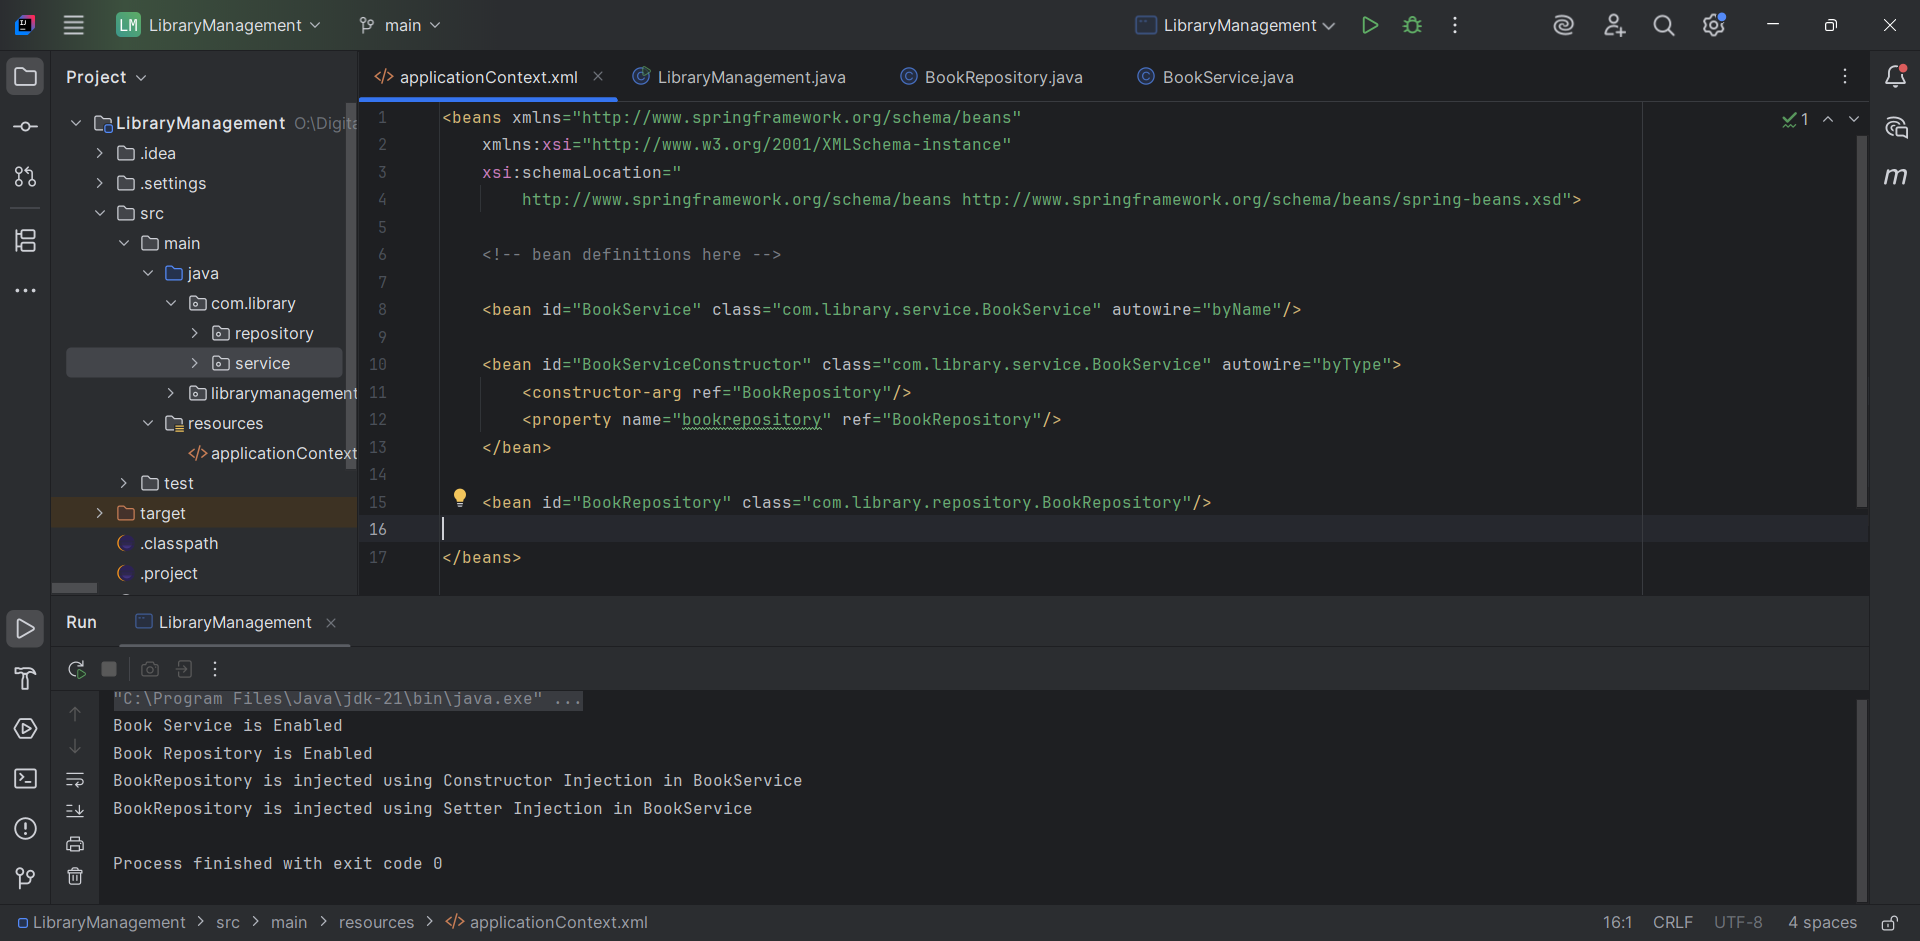 LM LibraryManagement main LibraryManagement
Project
applicationContext.xml LibraryManagement.java BookRepository.java BookService.java
LibraryManagement O:\Digita
.idea
.settings
src
main
java
com.library
repository
service
librarymanagement
resources
applicationContext
test
target
.classpath
.project
1 <beans xmlns="http://www.springframework.org/schema/beans"
2 xmlns:xsi="http://www.w3.org/2001/XMLSchema-instance"
3 xsi:schemaLocation="
4 http://www.springframework.org/schema/beans http://www.springframework.org/schema/beans/spring-beans.xsd">
5
6 <!-- bean definitions here -->
7
8 <bean id="BookService" class="com.library.service.BookService" autowire="byName"/>
9
10 <bean id="BookServiceConstructor" class="com.library.service.BookService" autowire="byType">
11 <constructor-arg ref="BookRepository"/>
12 <property name="bookrepository" ref="BookRepository"/>
13 </bean>
14
15 <bean id="BookRepository" class="com.library.repository.BookRepository"/>
16
17 </beans>
1
m
Run LibraryManagement
"C:\Program Files\Java\jdk-21\bin\java.exe" ...
Book Service is Enabled
Book Repository is Enabled
BookRepository is injected using Constructor Injection in BookService
BookRepository is injected using Setter Injection in BookService
Process finished with exit code 0
LibraryManagement > src > main > resources > applicationContext.xml 16:1 CRLF UTF-8 4 spaces